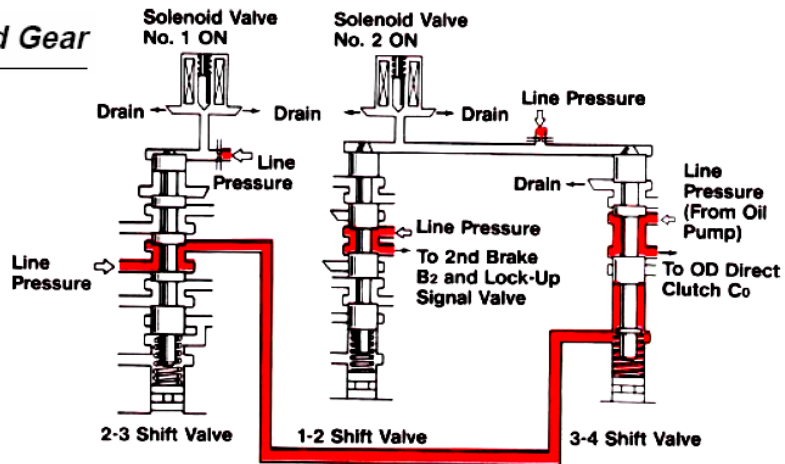 d Gear
Solenoid Valve
No. 1 ON
Solenoid Valve
No. 2 ON
Drain
Drain
Drain
Line Pressure
Line
Pressure
Drain
Line
Pressure
(From Oil
Pump)
Line Pressure
To 2nd Brake
B2 and Lock-Up
Signal Valve
Line
Pressure
To OD Direct
Clutch C0
2-3 Shift Valve
1-2 Shift Valve
3-4 Shift Valve